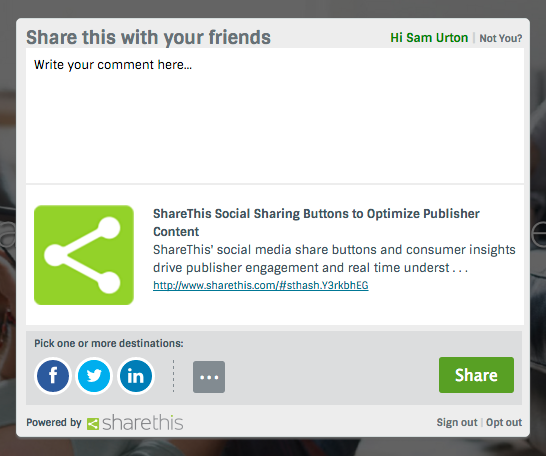 Share this with your friends
Hi Sam Urton | Not You?
Write your comment here...
ShareThis Social Sharing Buttons to Optimize Publisher
Content
ShareThis' social media share buttons and consumer insights
drive publisher engagement and real time underst . . .
http://www.sharethis.com/#sthash.Y3rkbhEG
Pick one or more destinations:
f
in
...
Share
Powered by sharethis
Sign out | Opt out